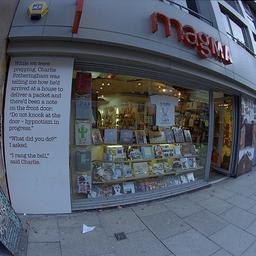 magma
While we were
prepping, Charlie
Fotheringham was
telling me how he'd
arrived at a house to
deliver a packet and
there'd been a note
on the front door:
"Do not knock at the
door - hypnotism in
progress."
"What did you do?"
I asked.
"I rang the bell,"
said Charlie.